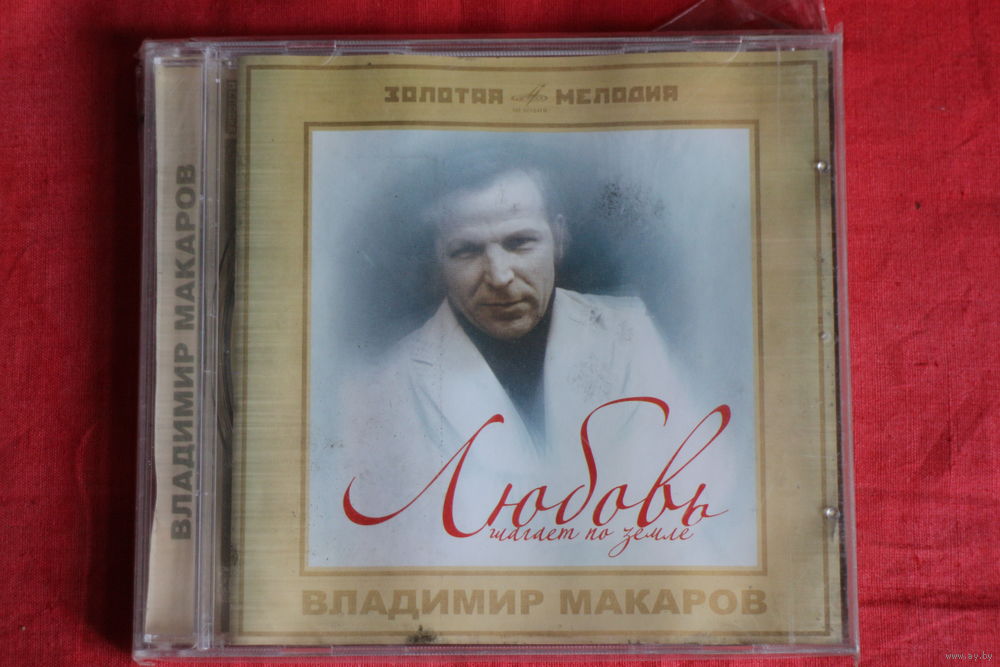 ЗОЛОТАЯ МЕЛОДИЯ
ВЛАДИМИР МАКАРОВ
Любовь
шагает по земле
ВЛАДИМИР МАКАРОВ
www.ay.by